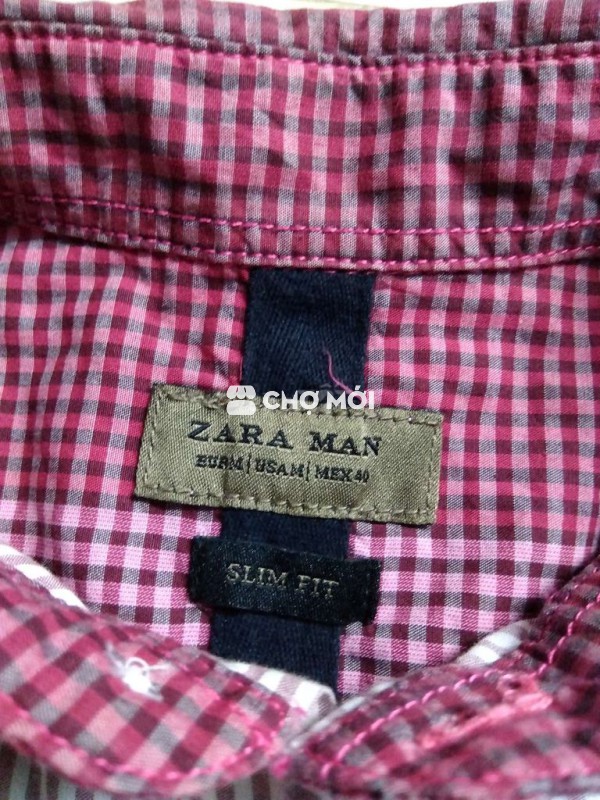 CHỢ MỚI
ZARA MAN
EUR M | USA M | MEX 40
SLIM FIT